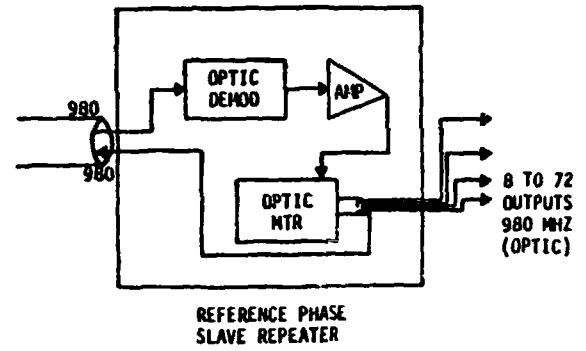 OPTIC
DEMOD
AMP
980
980
OPTIC
MTR
8 TO 72
OUTPUTS
980 MHZ
(OPTIC)
REFERENCE PHASE
SLAVE REPEATER